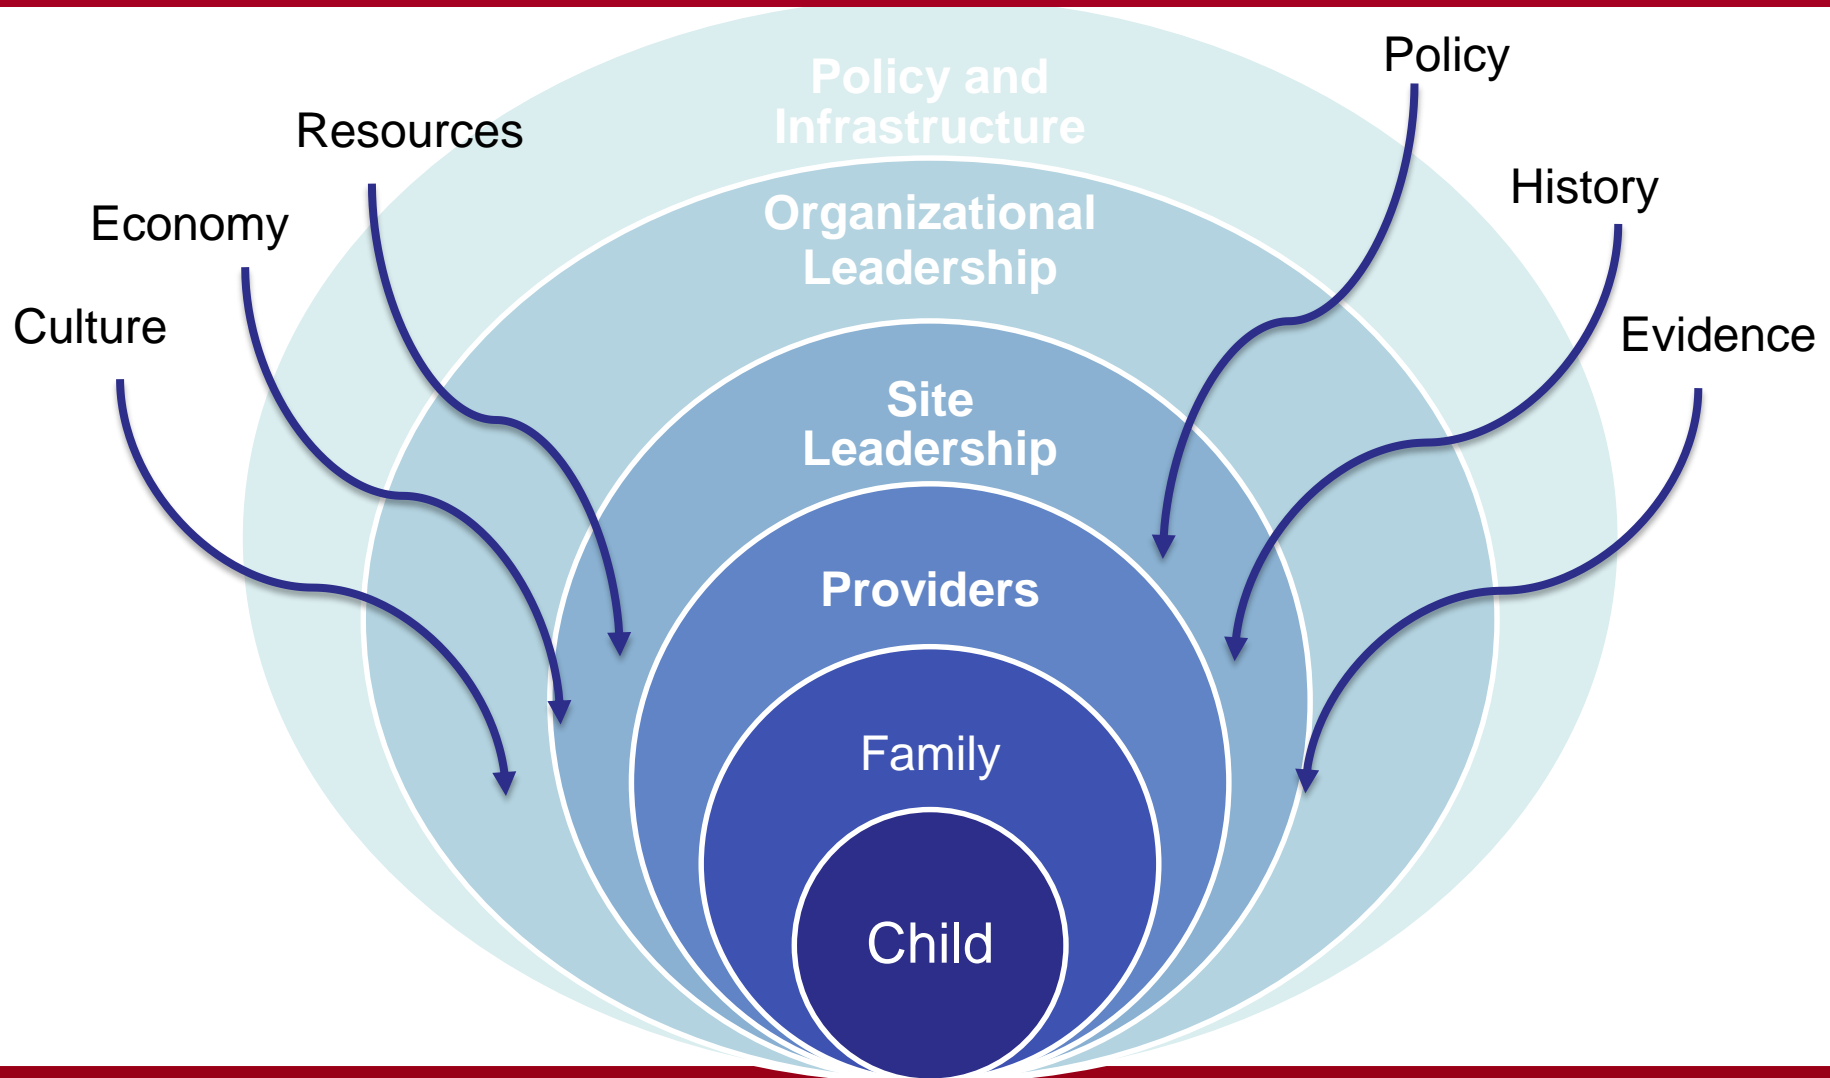 Policy
Policy and
Infrastructure
Resources
History
Economy
Organizational
Leadership
Culture
Evidence
Site
Leadership
Providers
Family
Child